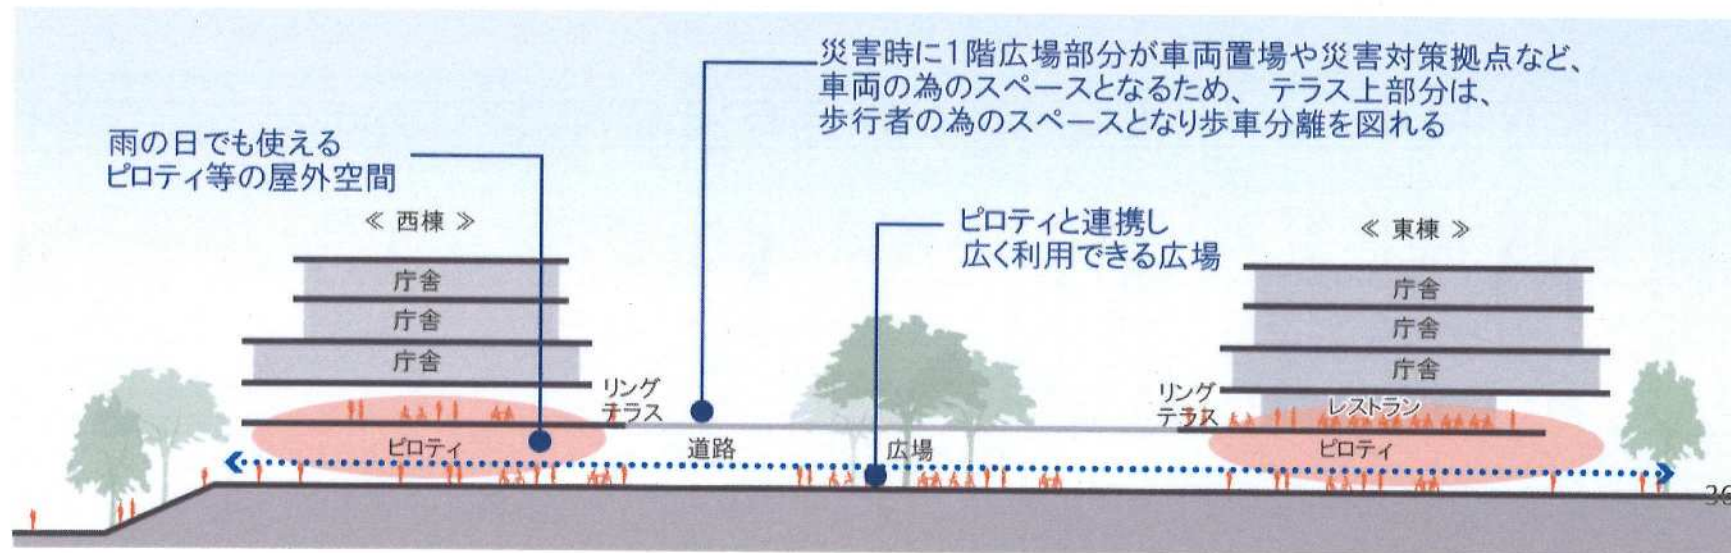 災害時に1階広場部分が車両置場や災害対策拠点など、
車両の為のスペースとなるため、テラス上部分は、
歩行者の為のスペースとなり歩車分離を図れる
雨の日でも使える
ピロティ等の屋外空間
≪ 西棟 ≫
ピロティと連携し
広く利用できる広場
≪ 東棟 ≫
庁舎
庁舎
庁舎
庁舎
庁舎
庁舎
リング
テラス
リング
テラス
レストラン
ピロティ
道路
広場
ピロティ
36